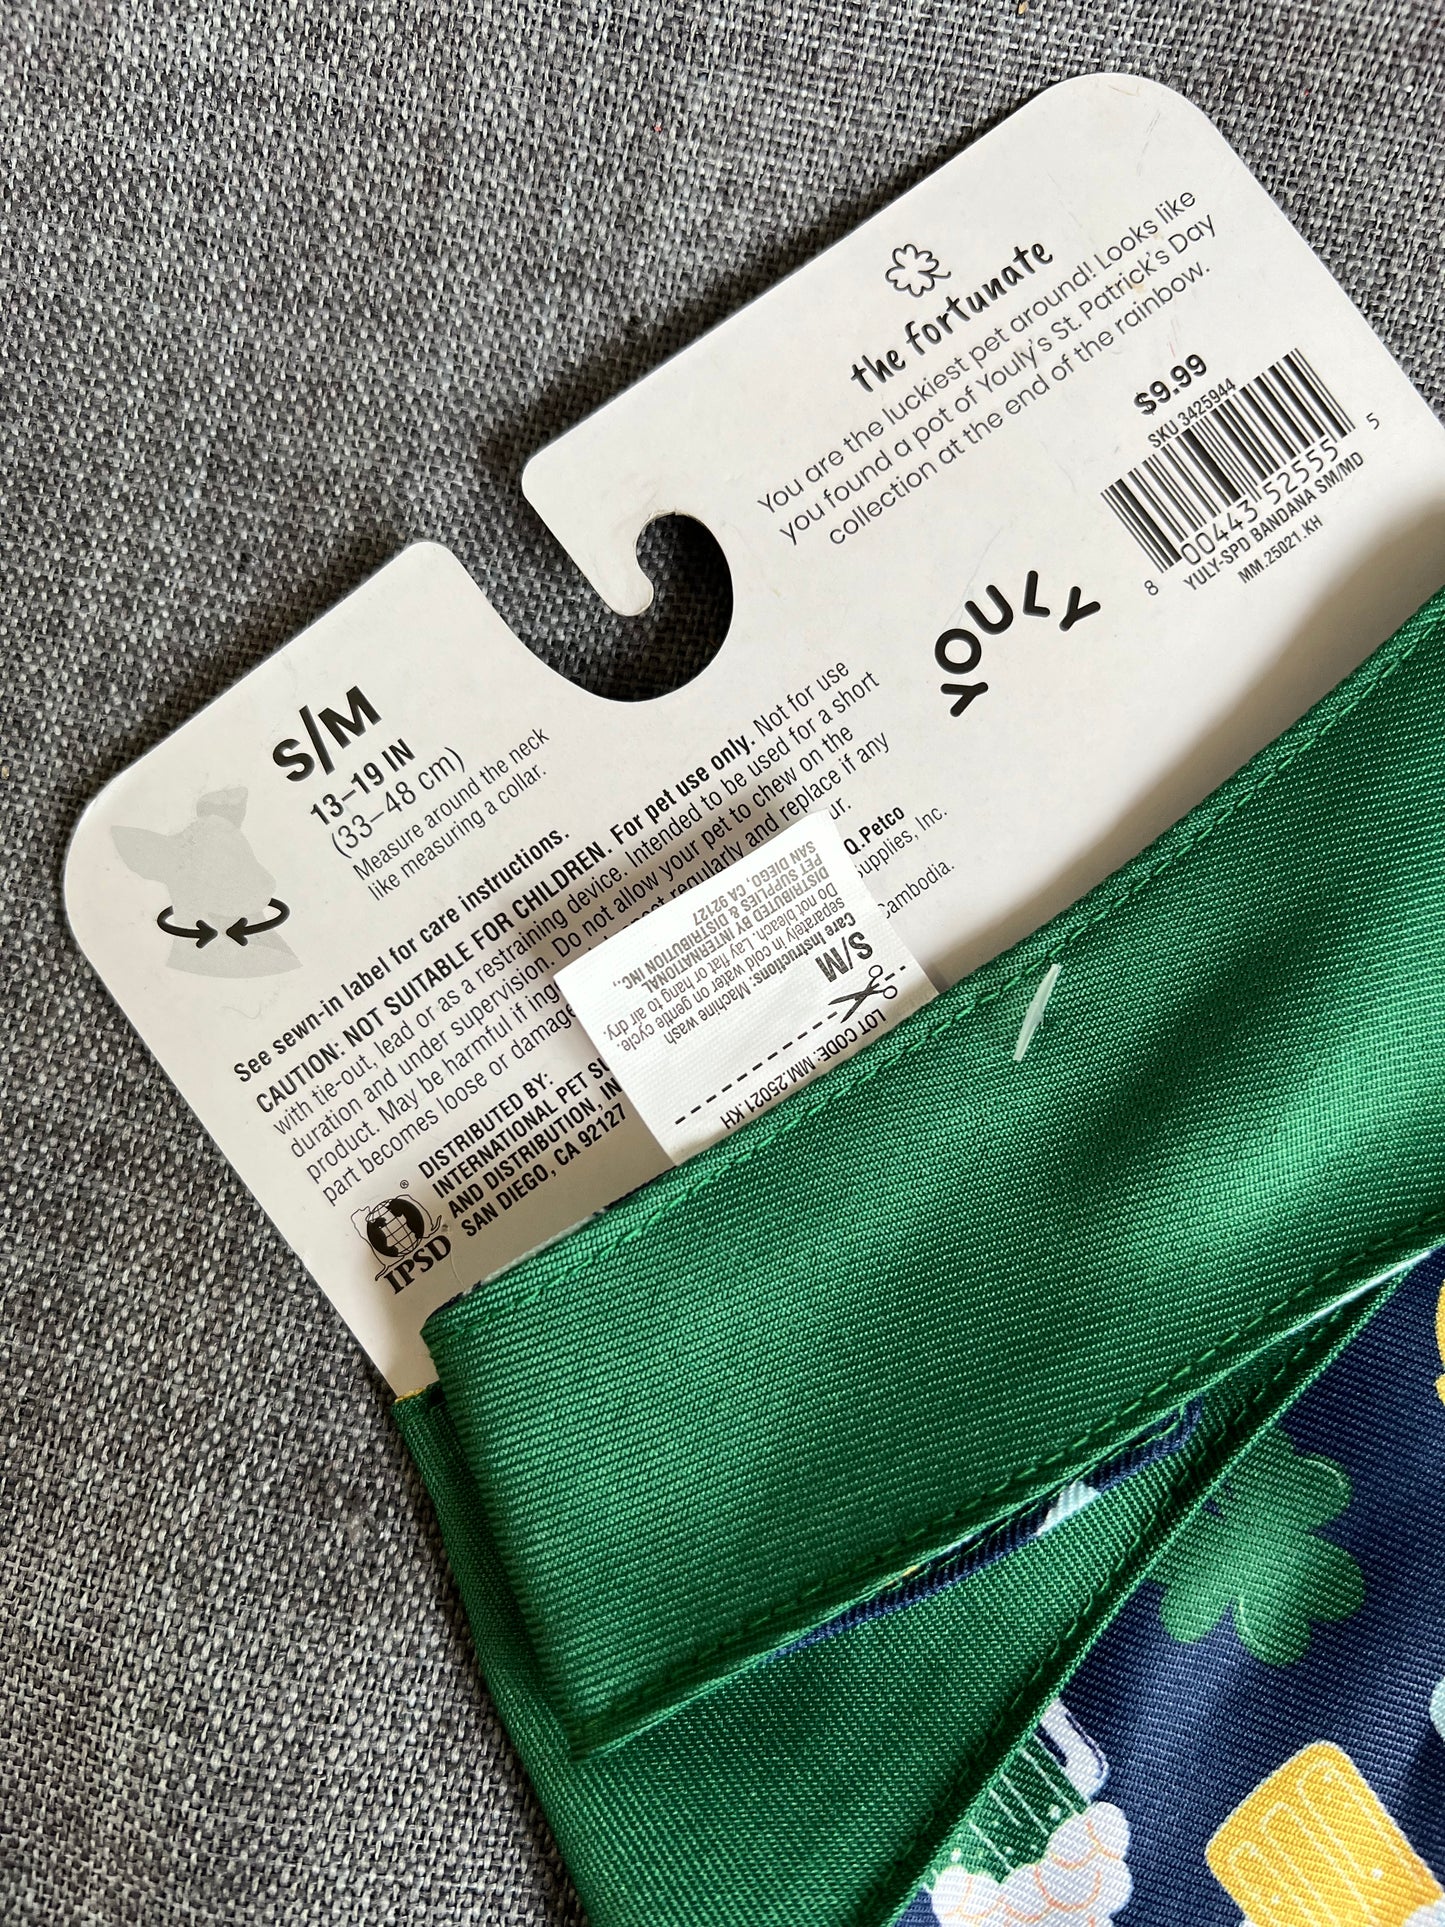 the fortunate
You are the luckiest pet around! Looks like
you found a pot of Youly's St. Patrick's Day
collection at the end of the rainbow.
$9.99
SKU 3425944
8 00443 52555 5
YULY-SPD BANDANA SM/MD
MM.25021.KH
YOULY
S/M
13–19 IN
(33–48 cm)
Measure around the neck
like measuring a collar.
See sewn-in label for care instructions.
CAUTION: NOT SUITABLE FOR CHILDREN. For pet use only. Not for use
with tie-out, lead or as a restraining device. Intended to be used for a short
duration and under supervision. Do not allow your pet to chew on the
product. May be harmful if regularly and replace if any
part becomes loose or damage
Q.Petco
Supplies, Inc.
Cambodia.
DISTRIBUTED BY:
INTERNATIONAL PET SU
AND DISTRIBUTION, IN
SAN DIEGO, CA 92127
IPSD
LOT CODE: MM.25021.KH
S/M
Care Instructions: Machine wash
separately in cold water on gentle cycle.
Do not bleach. Lay flat or hang to air dry.
DISTRIBUTED BY INTERNATIONAL
PET SUPPLIES & DISTRIBUTION INC.,
SAN DIEGO, CA 92127